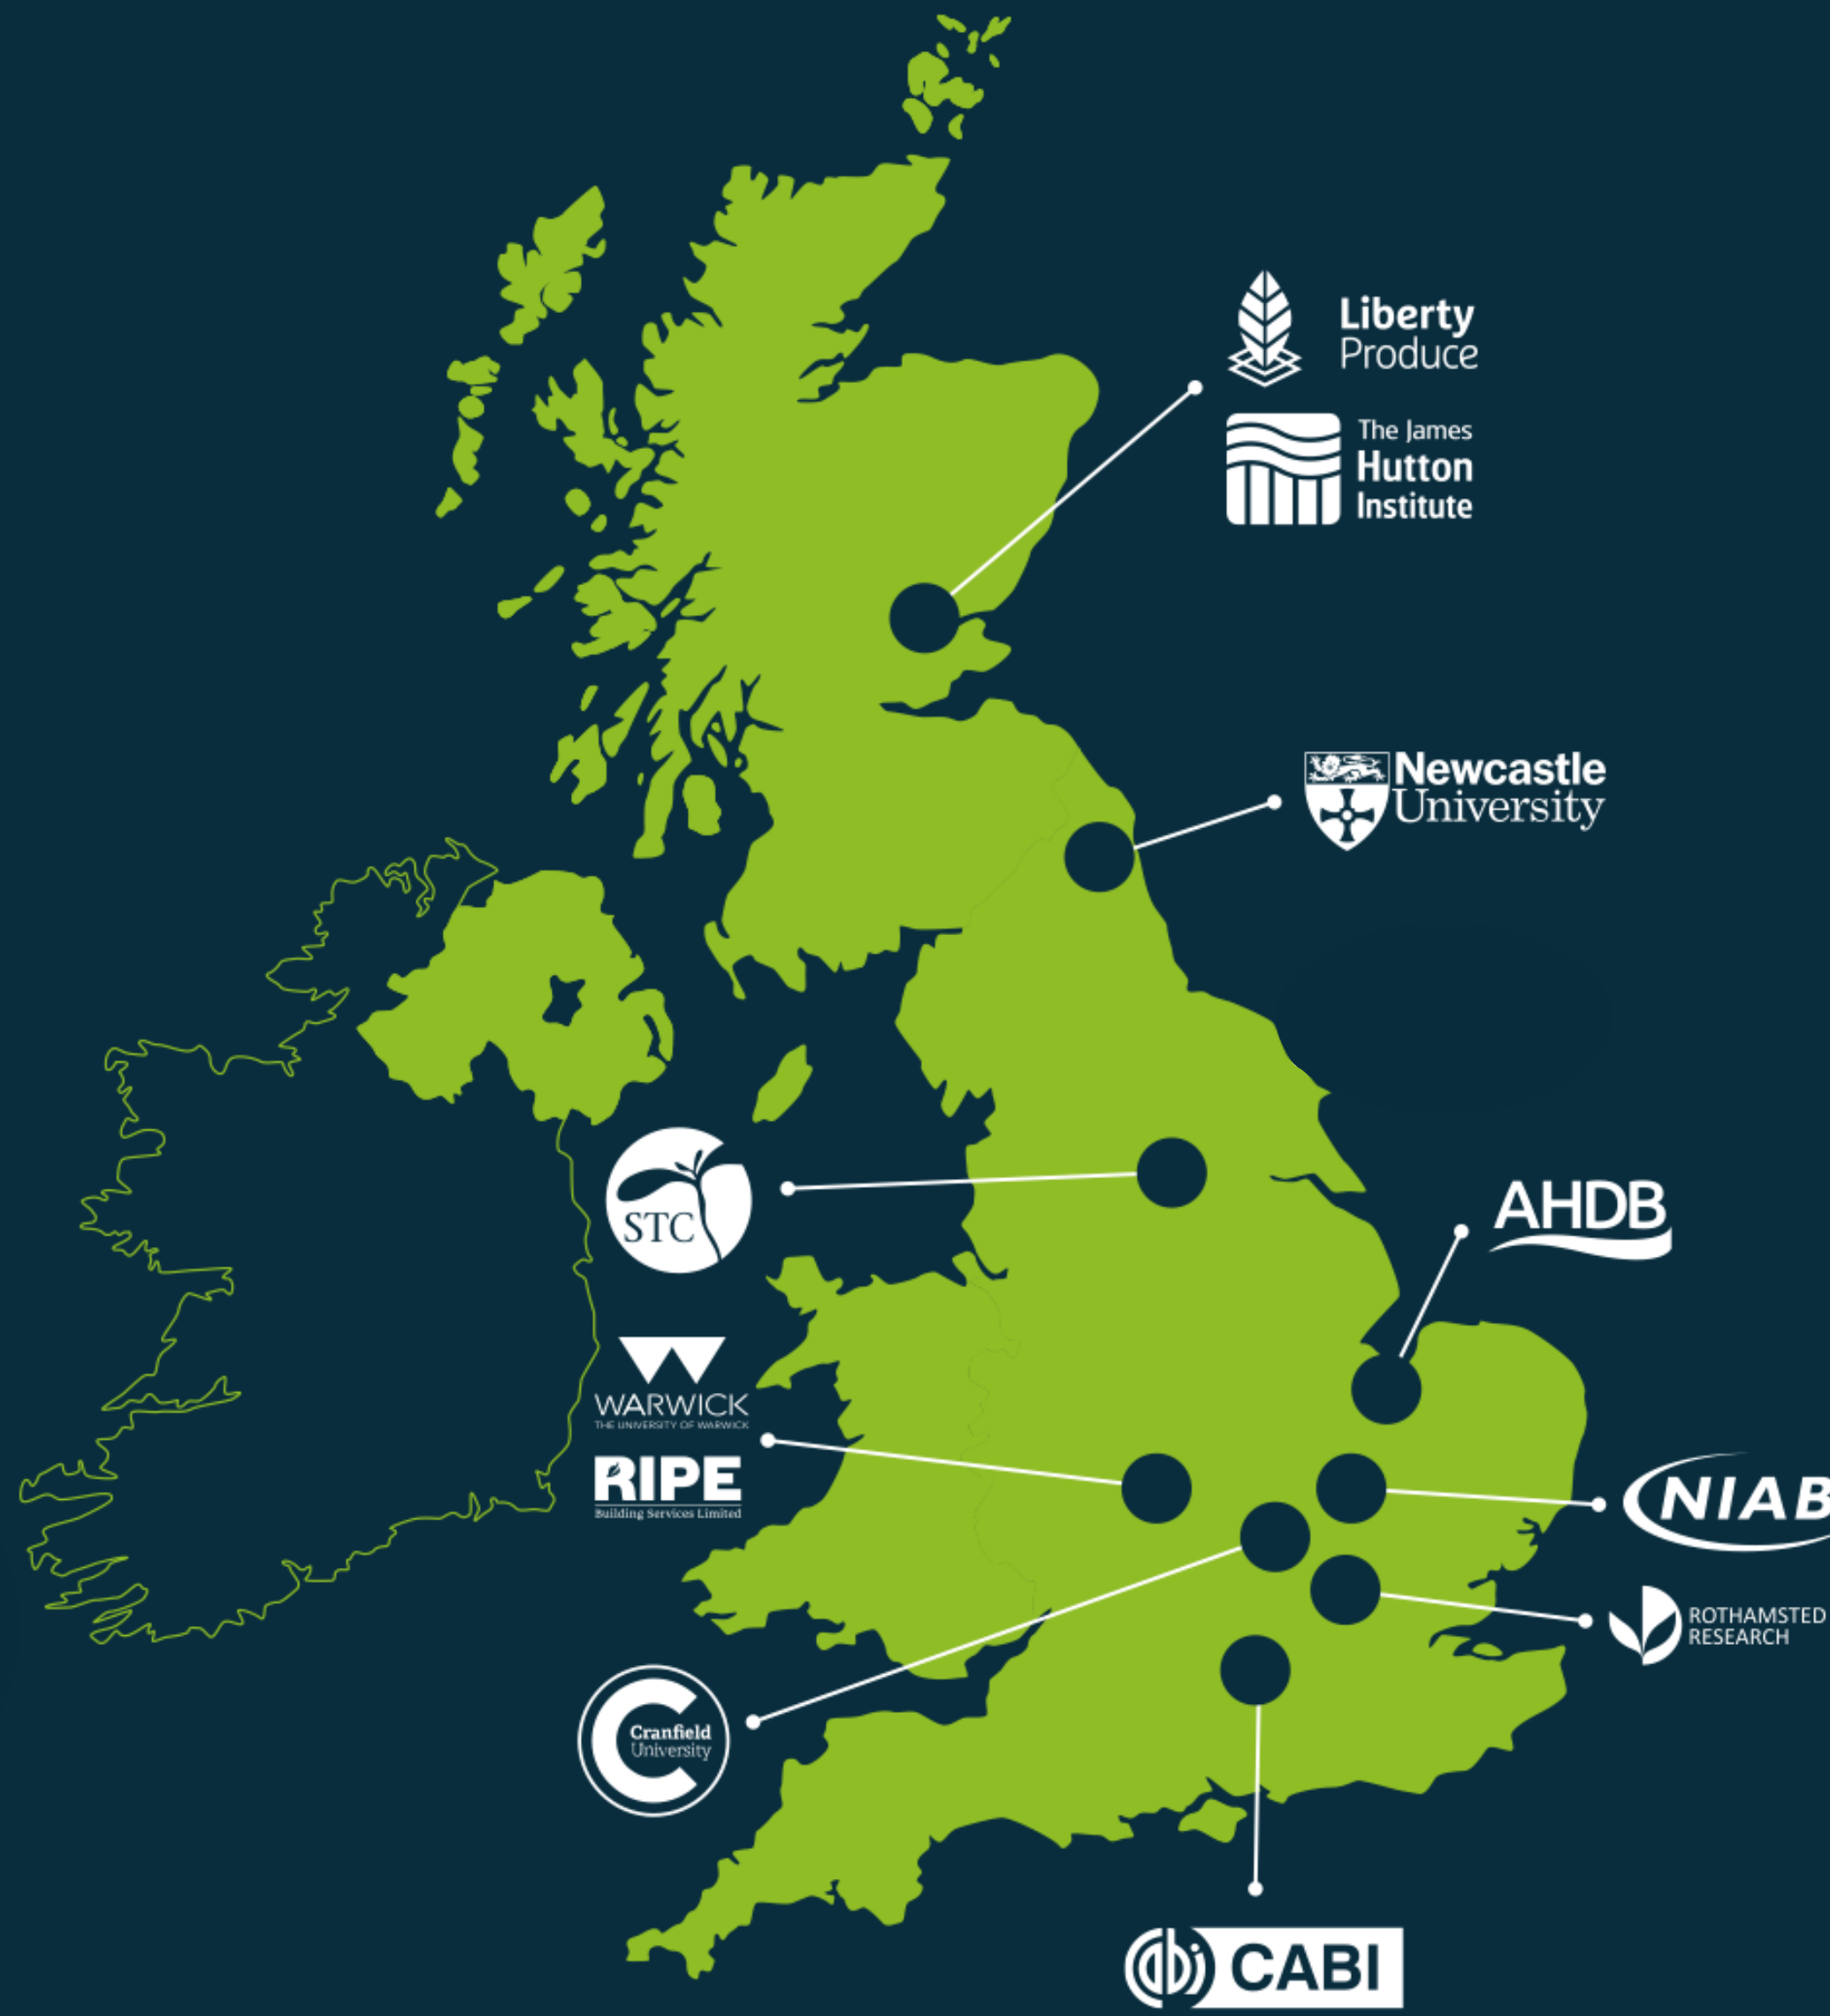 Liberty
Produce
The James
Hutton
Institute
Newcastle
University
STC
AHDB
WARWICK
THE UNIVERSITY OF WARWICK
RIPE
Building Services Limited
NIAB
ROTHAMSTED
RESEARCH
Cranfield
University
CABI